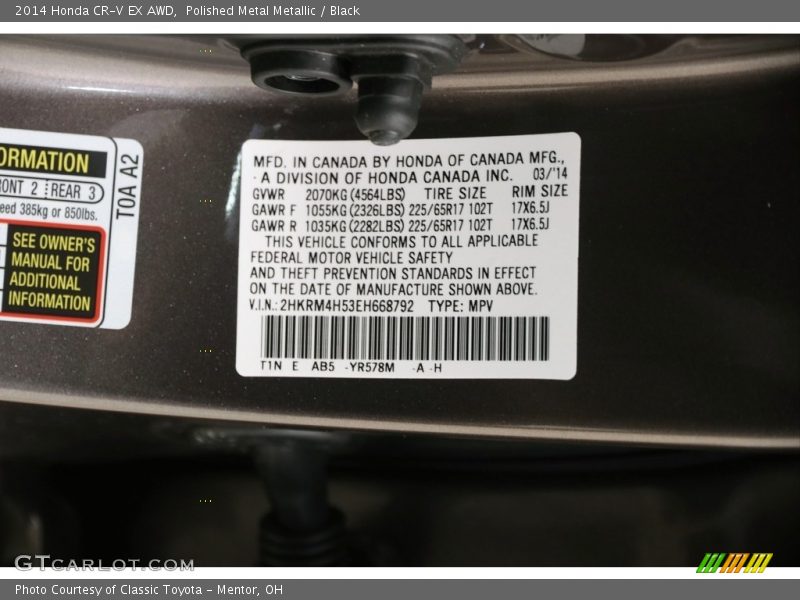 2014 Honda CR-V EX AWD,  Polished Metal Metallic / Black
ORMATION
RONT 2 REAR 3
eed 385kg or 850lbs.
SEE OWNER'S
MANUAL FOR
ADDITIONAL
INFORMATION
T0A A2
MFD. IN CANADA BY HONDA OF CANADA MFG.,
A DIVISION OF HONDA CANADA INC. 03/'14
GVWR 2070KG (4564LBS) TIRE SIZE RIM SIZE
GAWR F 1055KG (2326LBS) 225/65R17 102T 17X6.5J
GAWR R 1035KG (2282LBS) 225/65R17 102T 17X6.5J
THIS VEHICLE CONFORMS TO ALL APPLICABLE
FEDERAL MOTOR VEHICLE SAFETY
AND THEFT PREVENTION STANDARDS IN EFFECT
ON THE DATE OF MANUFACTURE SHOWN ABOVE.
V.I.N.: 2HKRM4H53EH668792 TYPE: MPV
T1N E AB5 -YR578M -A -H
GTCARLOT.COM
Photo Courtesy of Classic Toyota - Mentor, OH